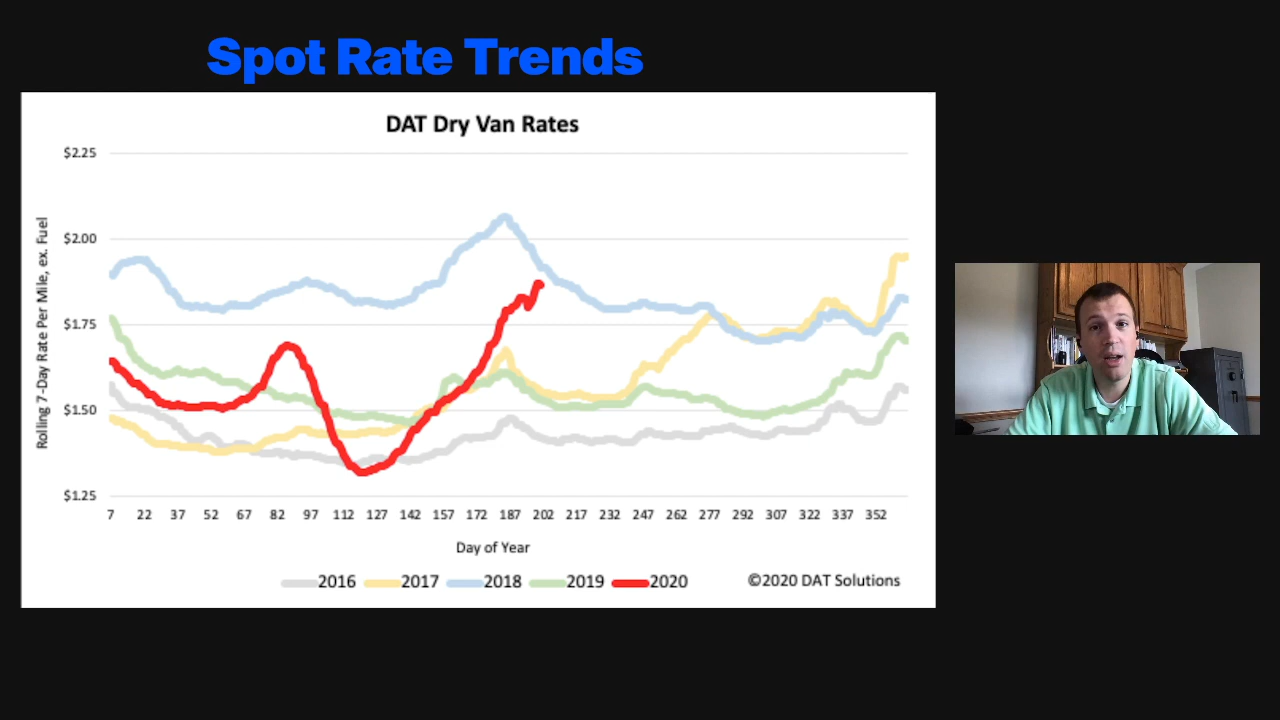 Spot Rate Trends
DAT Dry Van Rates
Rolling 7-Day Rate Per Mile, ex. Fuel
$2.25
$2.00
$1.75
$1.50
$1.25
7 22 37 52 67 82 97 112 127 142 157 172 187 202 217 232 247 262 277 292 307 322 337 352
Day of Year
2016 2017 2018 2019 2020
©2020 DAT Solutions